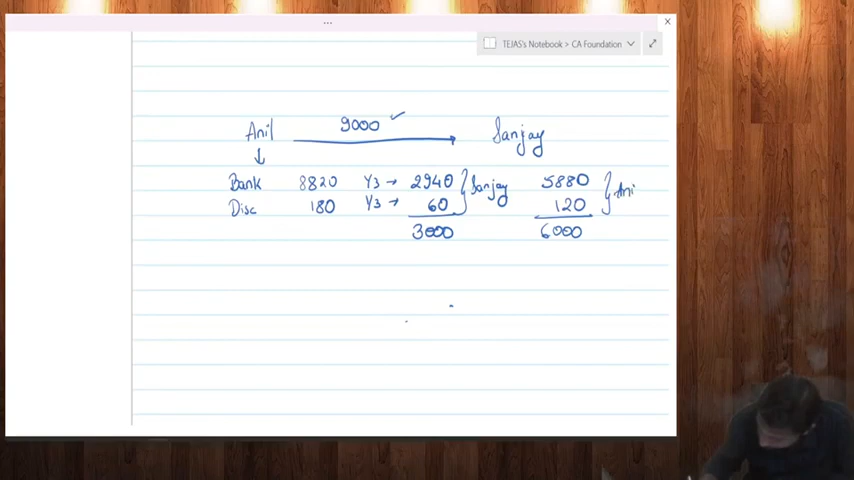 ...
TEJAS's Notebook > CA Foundation
Anil 9000 ✓ Sanjay
↓
Bank 8820 1/3 → 2940 } Sanjay 5880 } Ani
Disc 180 1/3 → 60 120
3000 6000